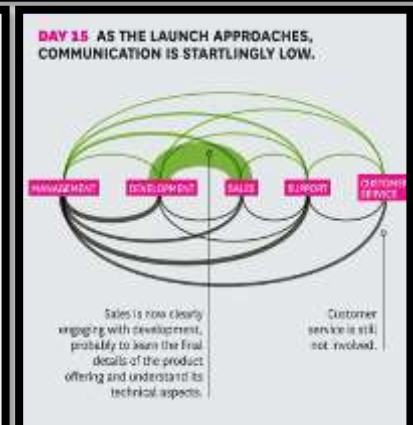 DAY 15 AS THE LAUNCH APPROACHES,
COMMUNICATION IS STARTLINGLY LOW.
MANAGEMENT
DEVELOPMENT
SALES
SUPPORT
CUSTOMER
SERVICE
Sales is now clearly
engaging with development,
probably to learn the final
details of the product
offering and understand its
technical aspects.
Customer
service is still
not involved.